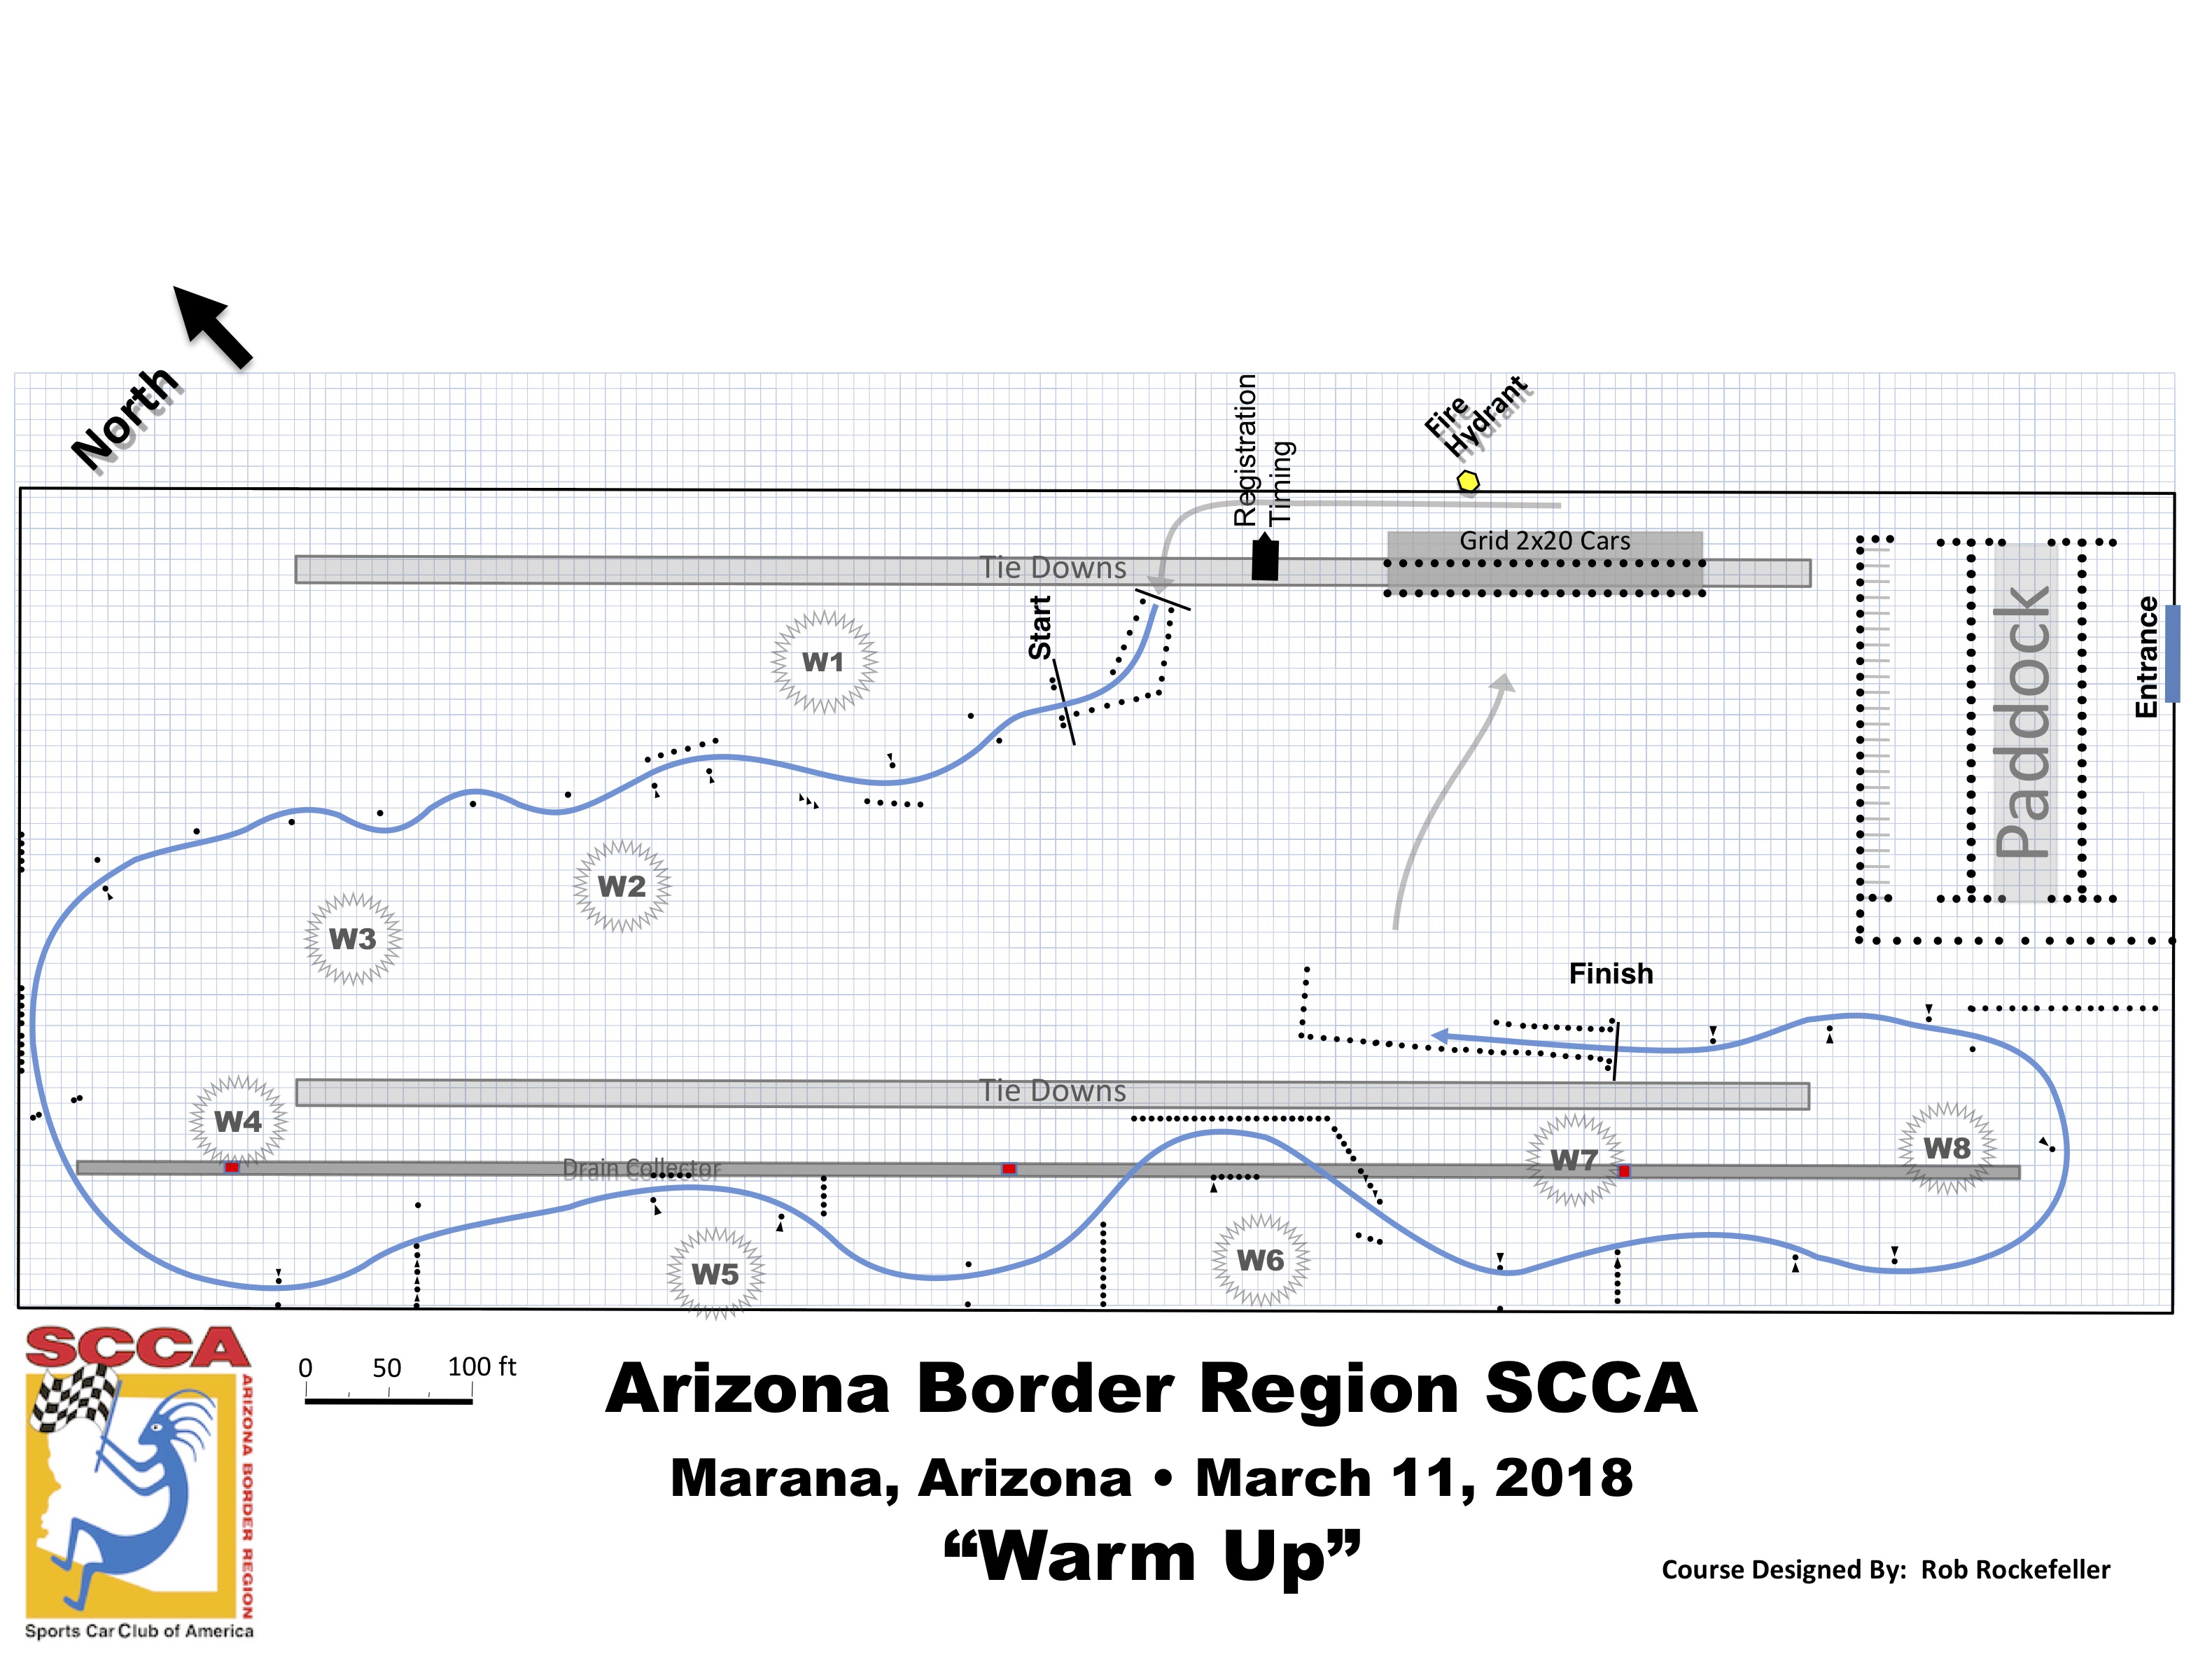 North
Registration
Timing
Fire
Hydrant
Grid 2x20 Cars
Tie Downs
Start
W1
Paddock
Entrance
W2
W3
Finish
Tie Downs
W4
Drain Collector
W7
W8
W5
W6
SCCA
ARIZONA BORDER REGION
Sports Car Club of America
0 50 100 ft
Arizona Border Region SCCA
Marana, Arizona • March 11, 2018
“Warm Up”
Course Designed By: Rob Rockefeller